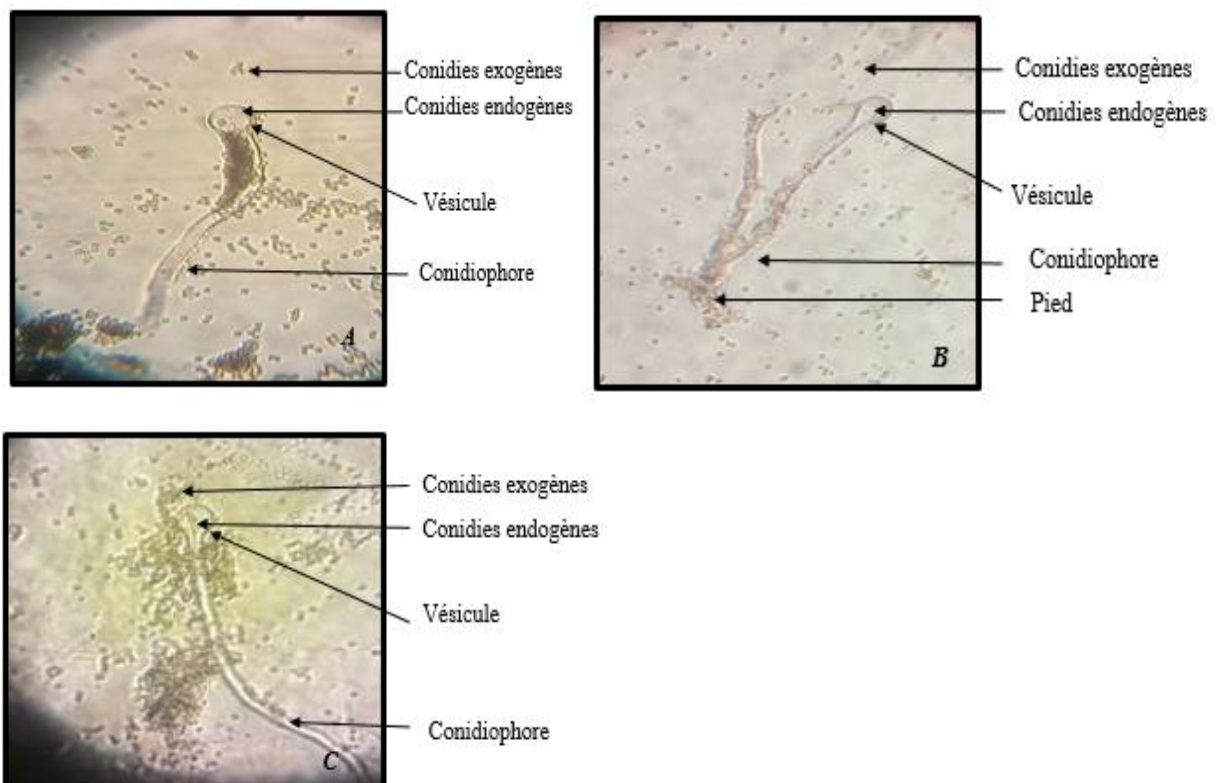 Conidies exogènes
Conidies endogènes
Vésicule
Conidiophore
A
Conidies exogènes
Conidies endogènes
Vésicule
Conidiophore
Pied
B
Conidies exogènes
Conidies endogènes
Vésicule
Conidiophore
C